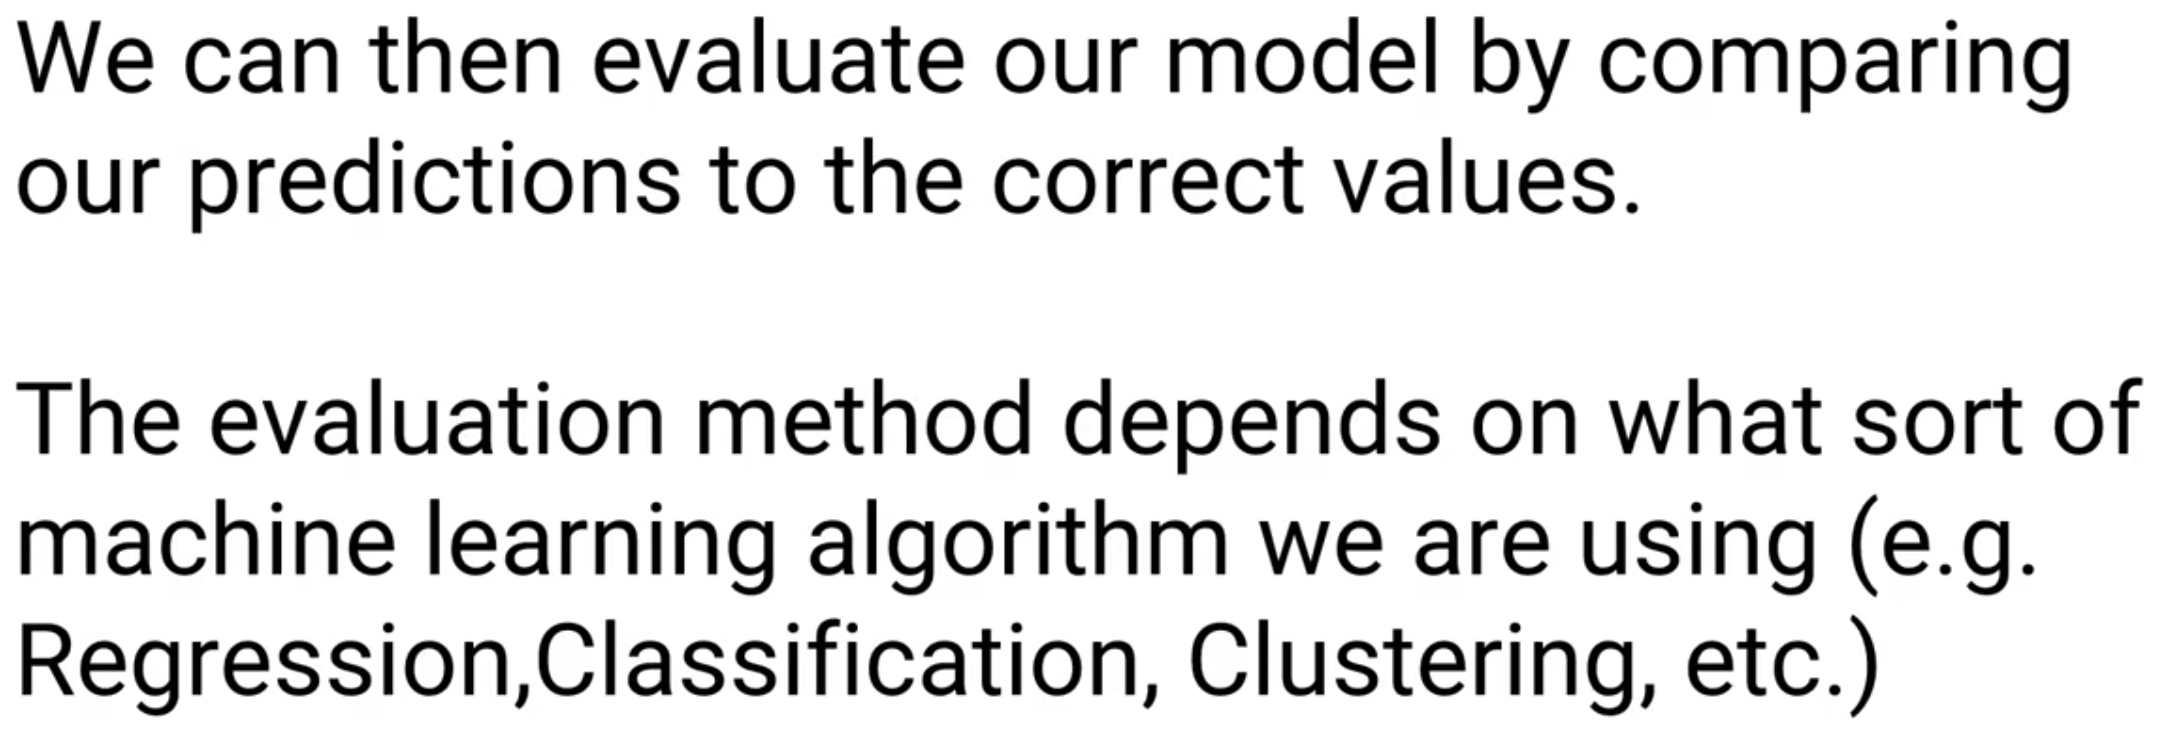 We can then evaluate our model by comparing
our predictions to the correct values.
The evaluation method depends on what sort of
machine learning algorithm we are using (e.g.
Regression,Classification, Clustering, etc.)